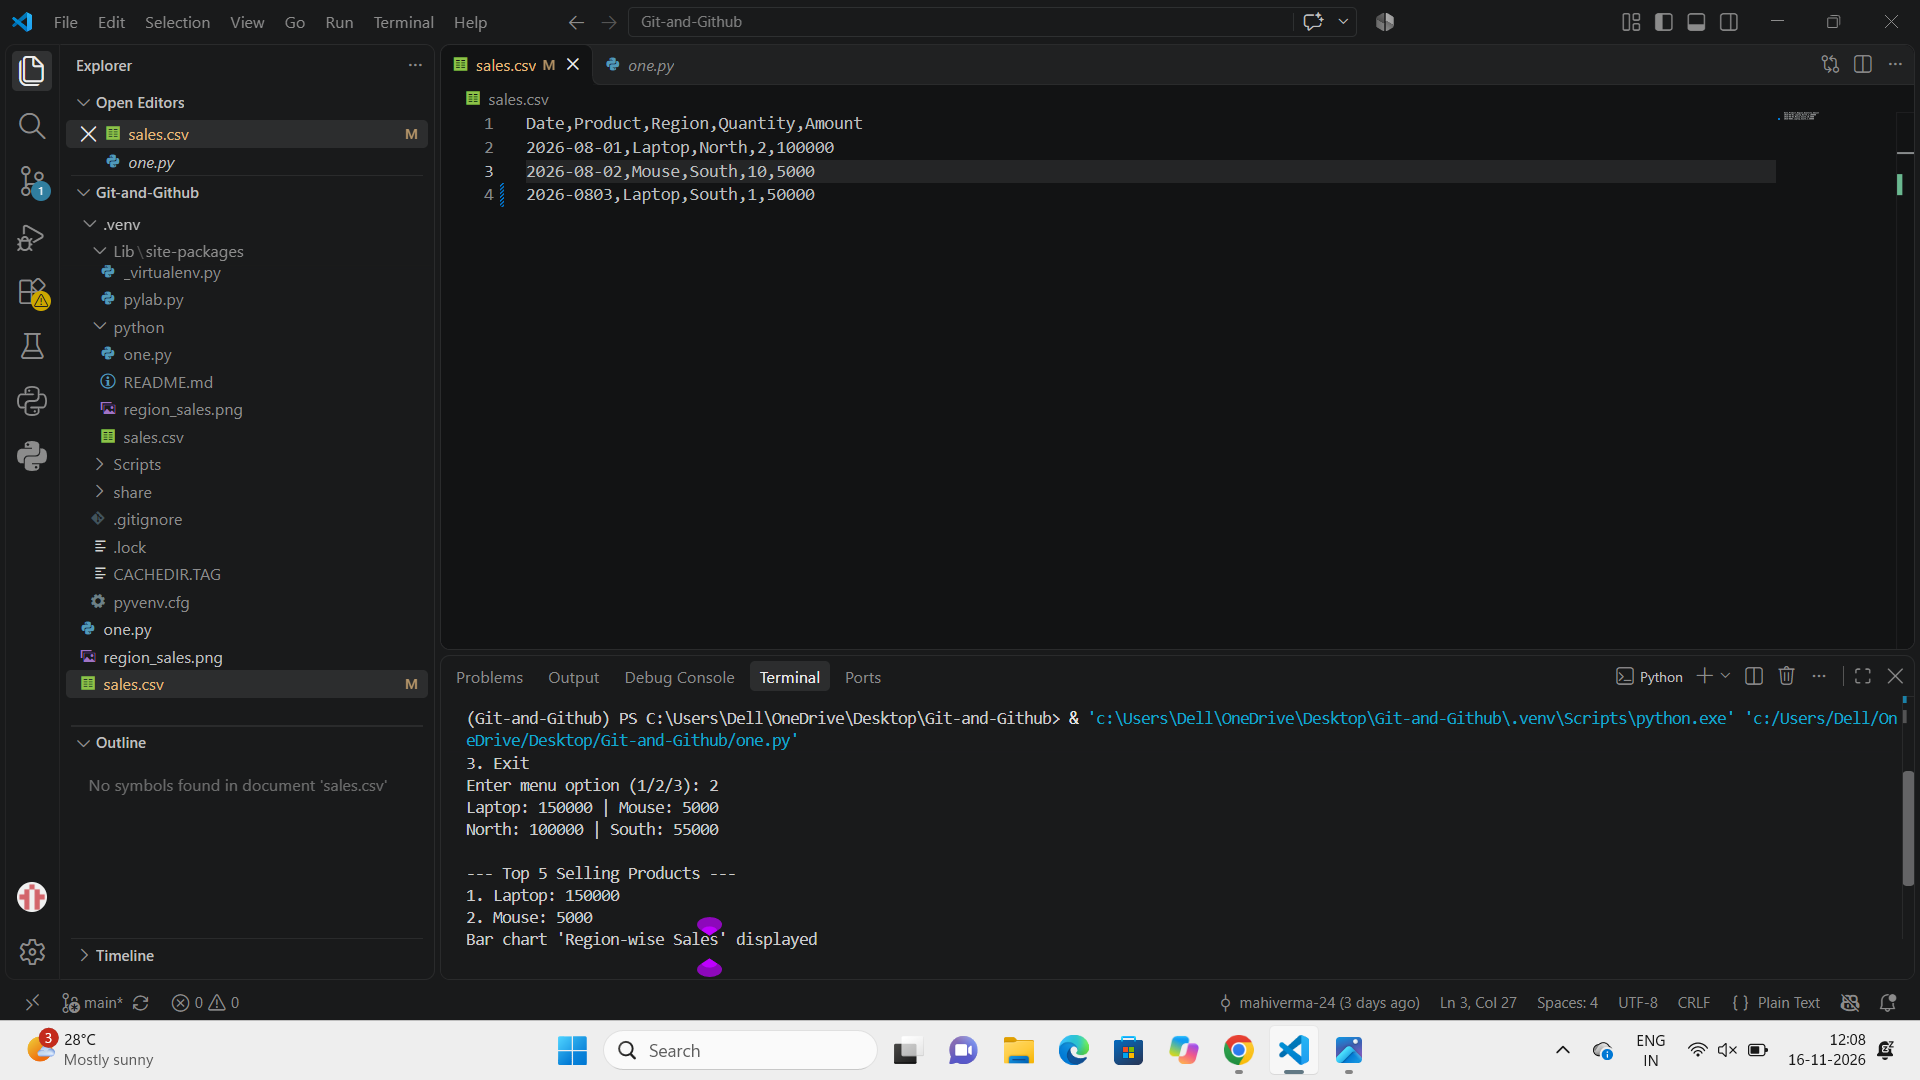 File Edit Selection View Go Run Terminal Help
Git-and-Github
Explorer
Open Editors
sales.csv M
one.py
Git-and-Github
.venv
Lib\site-packages
_virtualenv.py
pylab.py
python
one.py
README.md
region_sales.png
sales.csv
Scripts
share
.gitignore
.lock
CACHEDIR.TAG
pyvenv.cfg
one.py
region_sales.png
sales.csv M
Outline
No symbols found in document 'sales.csv'
Timeline
1
sales.csv M one.py
sales.csv
1 Date,Product,Region,Quantity,Amount
2 2026-08-01,Laptop,North,2,100000
3 2026-08-02,Mouse,South,10,5000
4 2026-0803,Laptop,South,1,50000
Problems Output Debug Console Terminal Ports
Python
(Git-and-Github) PS C:\Users\Dell\OneDrive\Desktop\Git-and-Github> & 'c:\Users\Dell\OneDrive\Desktop\Git-and-Github\.venv\Scripts\python.exe' 'c:/Users/Dell/On
eDrive/Desktop/Git-and-Github/one.py'
3. Exit
Enter menu option (1/2/3): 2
Laptop: 150000 | Mouse: 5000
North: 100000 | South: 55000
--- Top 5 Selling Products ---
1. Laptop: 150000
2. Mouse: 5000
Bar chart 'Region-wise Sales' displayed
main* 0 0
mahiverma-24 (3 days ago) Ln 3, Col 27 Spaces: 4 UTF-8 CRLF { } Plain Text
3
28°C
Mostly sunny
Search
ENG
IN
12:08
16-11-2026